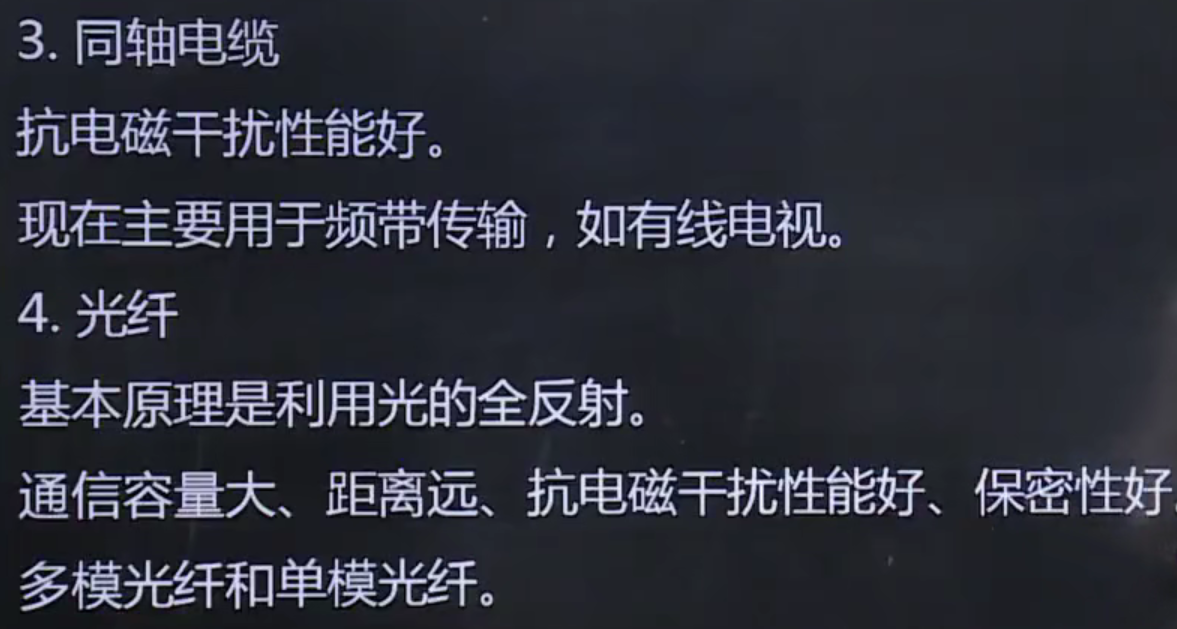 3. 同轴电缆
抗电磁干扰性能好。
现在主要用于频带传输，如有线电视。
4. 光纤
基本原理是利用光的全反射。
通信容量大、距离远、抗电磁干扰性能好、保密性好
多模光纤和单模光纤。